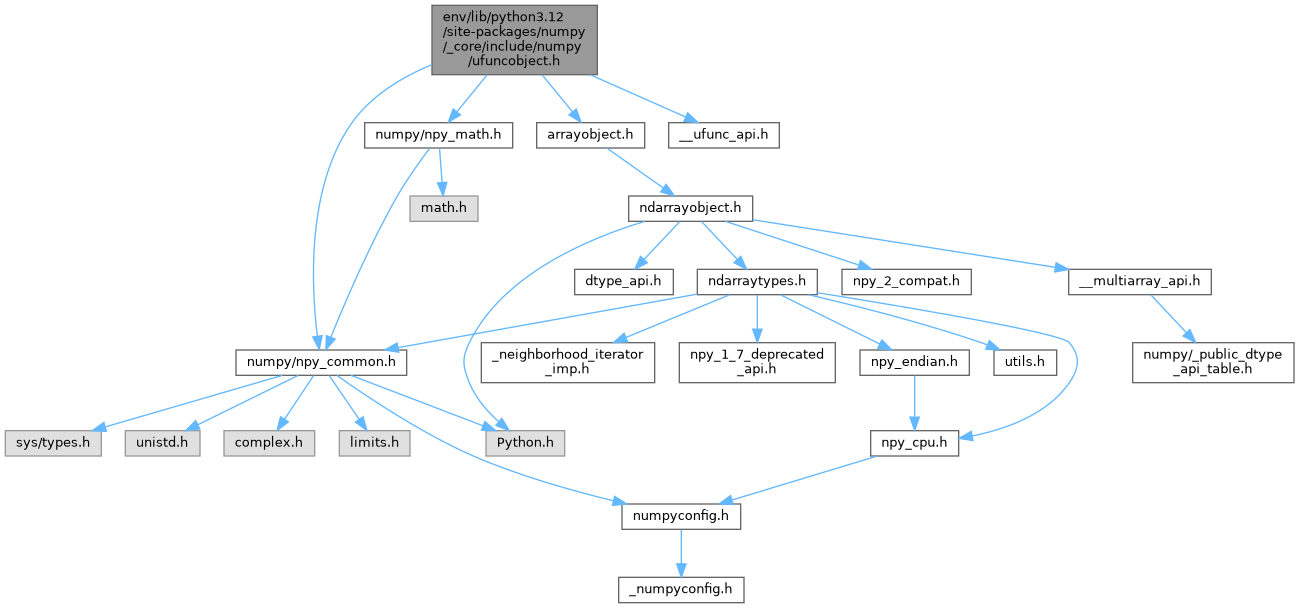 env/lib/python3.12
/site-packages/numpy
/_core/include/numpy
/ufuncobject.h
numpy/npy_math.h
arrayobject.h
__ufunc_api.h
math.h
ndarrayobject.h
dtype_api.h
ndarraytypes.h
npy_2_compat.h
__multiarray_api.h
numpy/npy_common.h
_neighborhood_iterator
_imp.h
npy_1_7_deprecated
_api.h
npy_endian.h
utils.h
numpy/_public_dtype
_api_table.h
sys/types.h
unistd.h
complex.h
limits.h
Python.h
npy_cpu.h
numpyconfig.h
_numpyconfig.h